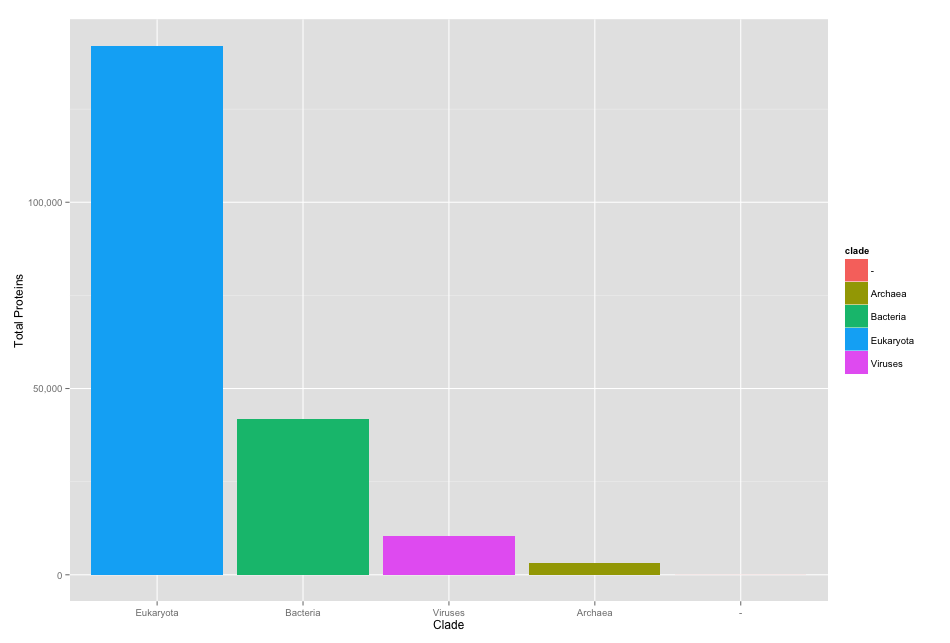 Total Proteins
100,000
50,000
0
Eukaryota
Bacteria
Viruses
Archaea
-
Clade
clade
-
Archaea
Bacteria
Eukaryota
Viruses